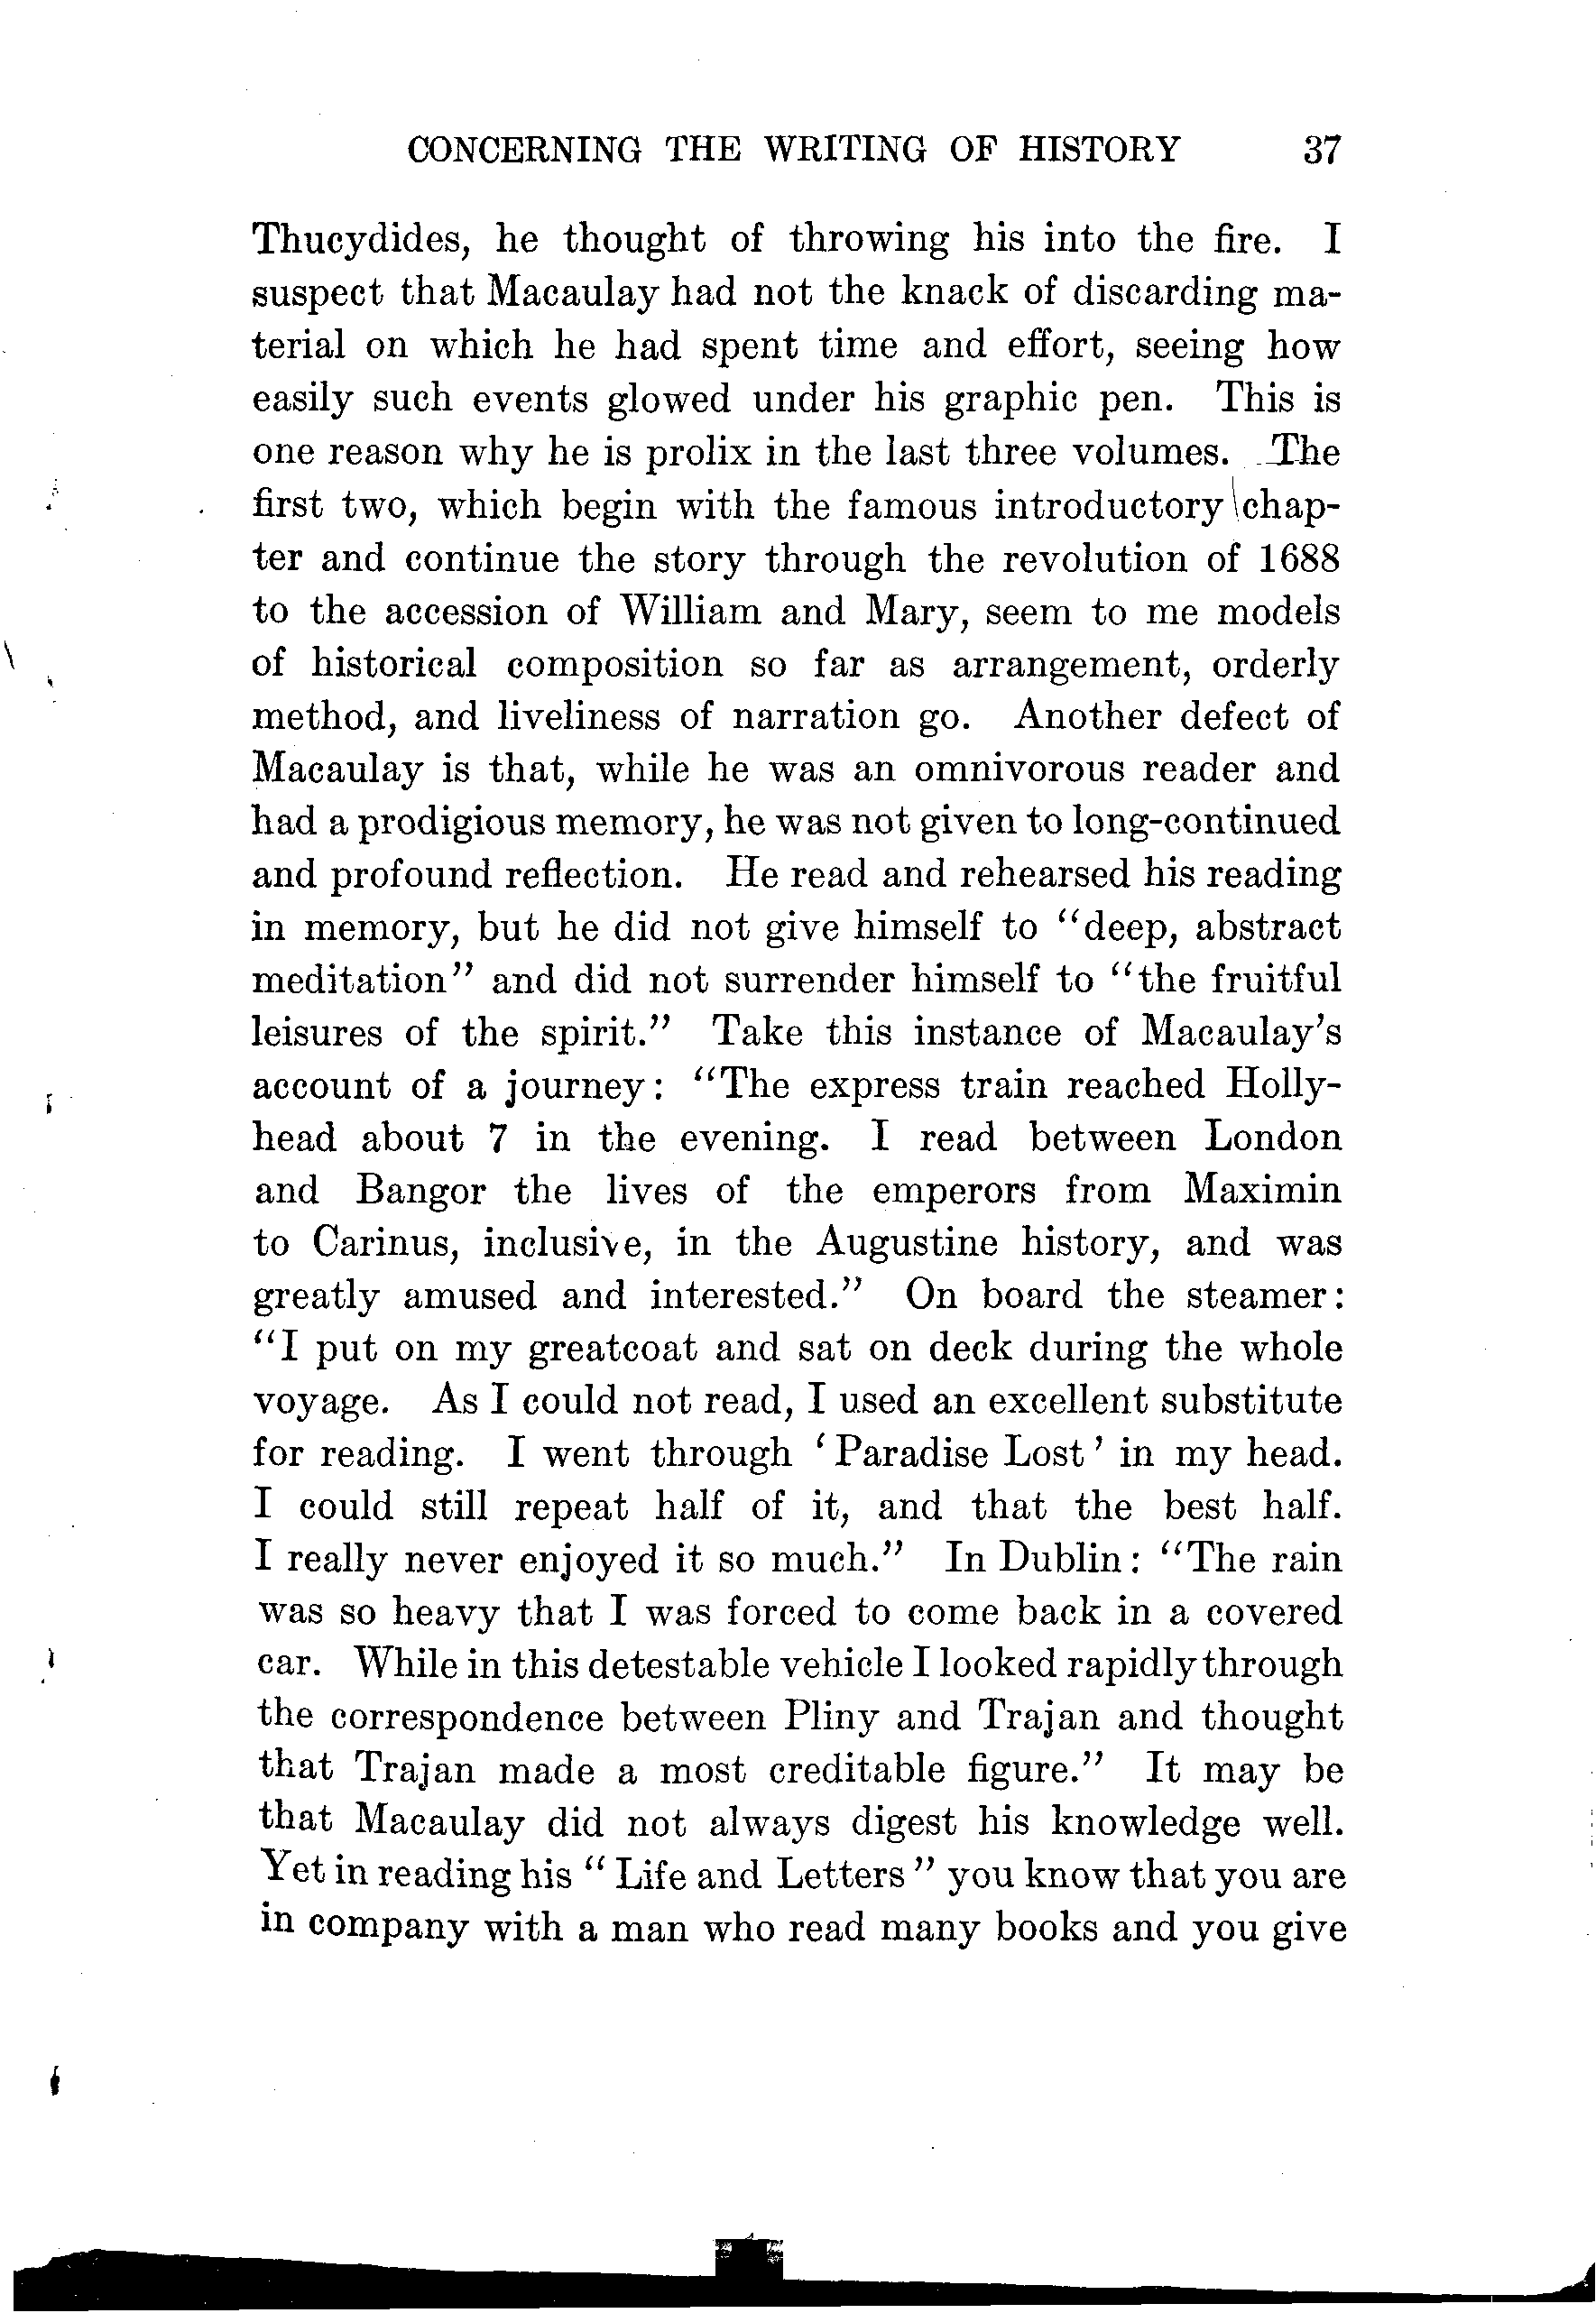 CONCERNING THE WRITING OF HISTORY 37
Thucydides, he thought of throwing his into the fire. I
suspect that Macaulay had not the knack of discarding ma-
terial on which he had spent time and effort, seeing how
easily such events glowed under his graphic pen. This is
one reason why he is prolix in the last three volumes. The
first two, which begin with the famous introductory chap-
ter and continue the story through the revolution of 1688
to the accession of William and Mary, seem to me models
of historical composition so far as arrangement, orderly
method, and liveliness of narration go. Another defect of
Macaulay is that, while he was an omnivorous reader and
had a prodigious memory, he was not given to long-continued
and profound reflection. He read and rehearsed his reading
in memory, but he did not give himself to "deep, abstract
meditation" and did not surrender himself to "the fruitful
leisures of the spirit." Take this instance of Macaulay's
account of a journey: "The express train reached Holly-
head about 7 in the evening. I read between London
and Bangor the lives of the emperors from Maximin
to Carinus, inclusive, in the Augustine history, and was
greatly amused and interested." On board the steamer:
"I put on my greatcoat and sat on deck during the whole
voyage. As I could not read, I used an excellent substitute
for reading. I went through 'Paradise Lost' in my head.
I could still repeat half of it, and that the best half.
I really never enjoyed it so much." In Dublin: "The rain
was so heavy that I was forced to come back in a covered
car. While in this detestable vehicle I looked rapidly through
the correspondence between Pliny and Trajan and thought
that Trajan made a most creditable figure." It may be
that Macaulay did not always digest his knowledge well.
Yet in reading his "Life and Letters" you know that you are
in company with a man who read many books and you give